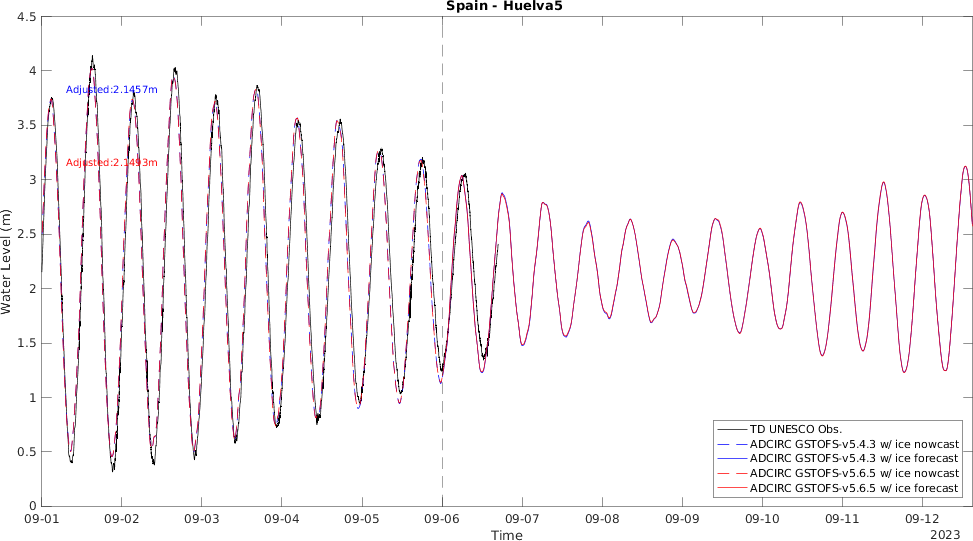 Spain - Huelva5
4.5
4
3.5
3
2.5
2
1.5
1
0.5
0
Water Level (m)
Adjusted:2.1457m
Adjusted:2.1493m
TD UNESCO Obs.
ADCIRC GSTOFS-v5.4.3 w/ ice nowcast
ADCIRC GSTOFS-v5.4.3 w/ ice forecast
ADCIRC GSTOFS-v5.6.5 w/ ice nowcast
ADCIRC GSTOFS-v5.6.5 w/ ice forecast
09-01 09-02 09-03 09-04 09-05 09-06 09-07 09-08 09-09 09-10 09-11 09-12
Time
2023